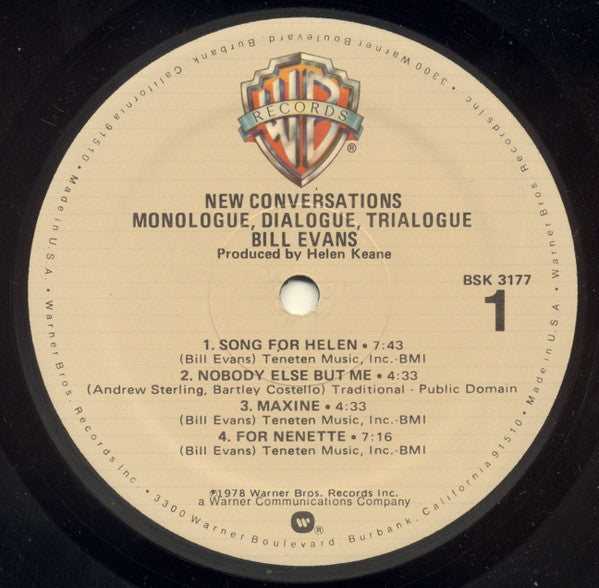 RECORDS
®
NEW CONVERSATIONS
MONOLOGUE, DIALOGUE, TRIALOGUE
BILL EVANS
Produced by Helen Keane
BSK 3177
1
1. SONG FOR HELEN • 7:43
(Bill Evans) Teneten Music, Inc.-BMI
2. NOBODY ELSE BUT ME • 4:33
(Andrew Sterling, Bartley Costello) Traditional - Public Domain
3. MAXINE • 4:33
(Bill Evans) Teneten Music, Inc.-BMI
4. FOR NENETTE • 7:16
(Bill Evans) Teneten Music, Inc.-BMI
℗1978 Warner Bros. Records Inc.
a Warner Communications Company
®
Warner Bros. Records Inc. • 3300 Warner Boulevard, Burbank, California 91510 • Made in U.S.A. •
Warner Bros. Records Inc. • 3300 Warner Boulevard, Burbank, California 91510 • Made in U.S.A. •